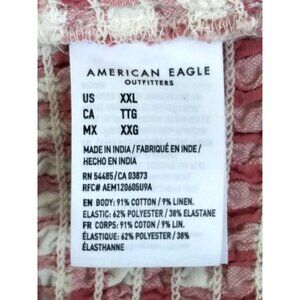 AMERICAN EAGLE
OUTFITTERS
US XXL
CA TTG
MX XXG
MADE IN INDIA / FABRIQUÉ EN INDE /
HECHO EN INDIA
RN 54485/CA 03873
RFC# AEM120605U9A
EN: BODY: 91% COTTON / 9% LINEN.
ELASTIC: 62% POLYESTER / 38% ELASTANE
FR: CORPS: 91% COTON / 9% LIN.
ÉLASTIQUE: 62% POLYESTER / 38%
ÉLASTHANNE